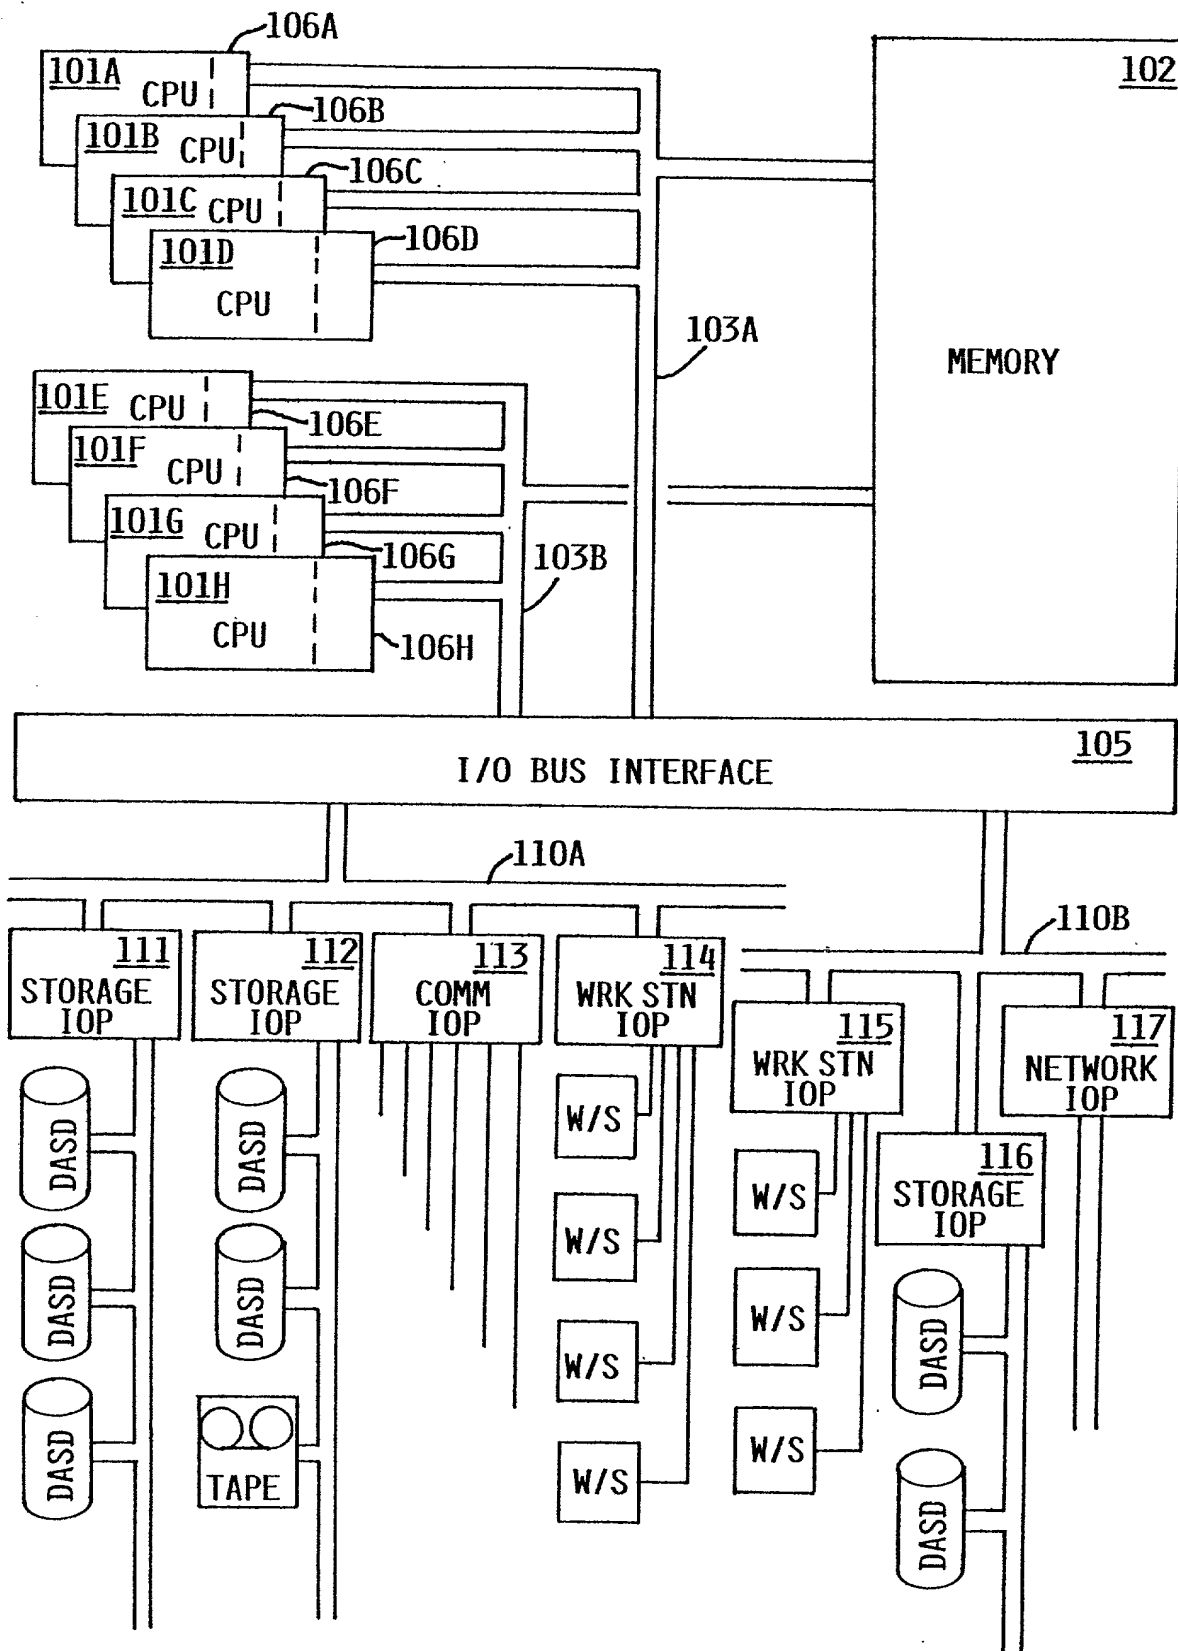 106A
101A
CPU
102
106B
101B
CPU
106C
101C
CPU
106D
101D
CPU
103A
MEMORY
101E
CPU
106E
101F
CPU
106F
101G
CPU
106G
103B
101H
CPU
106H
105
I/O BUS INTERFACE
110A
110B
111
STORAGE
IOP
112
STORAGE
IOP
113
COMM
IOP
114
WRK STN
IOP
115
WRK STN
IOP
117
NETWORK
IOP
116
STORAGE
IOP
DASD
DASD
DASD
DASD
DASD
TAPE
W/S
W/S
W/S
W/S
W/S
W/S
W/S
DASD
DASD